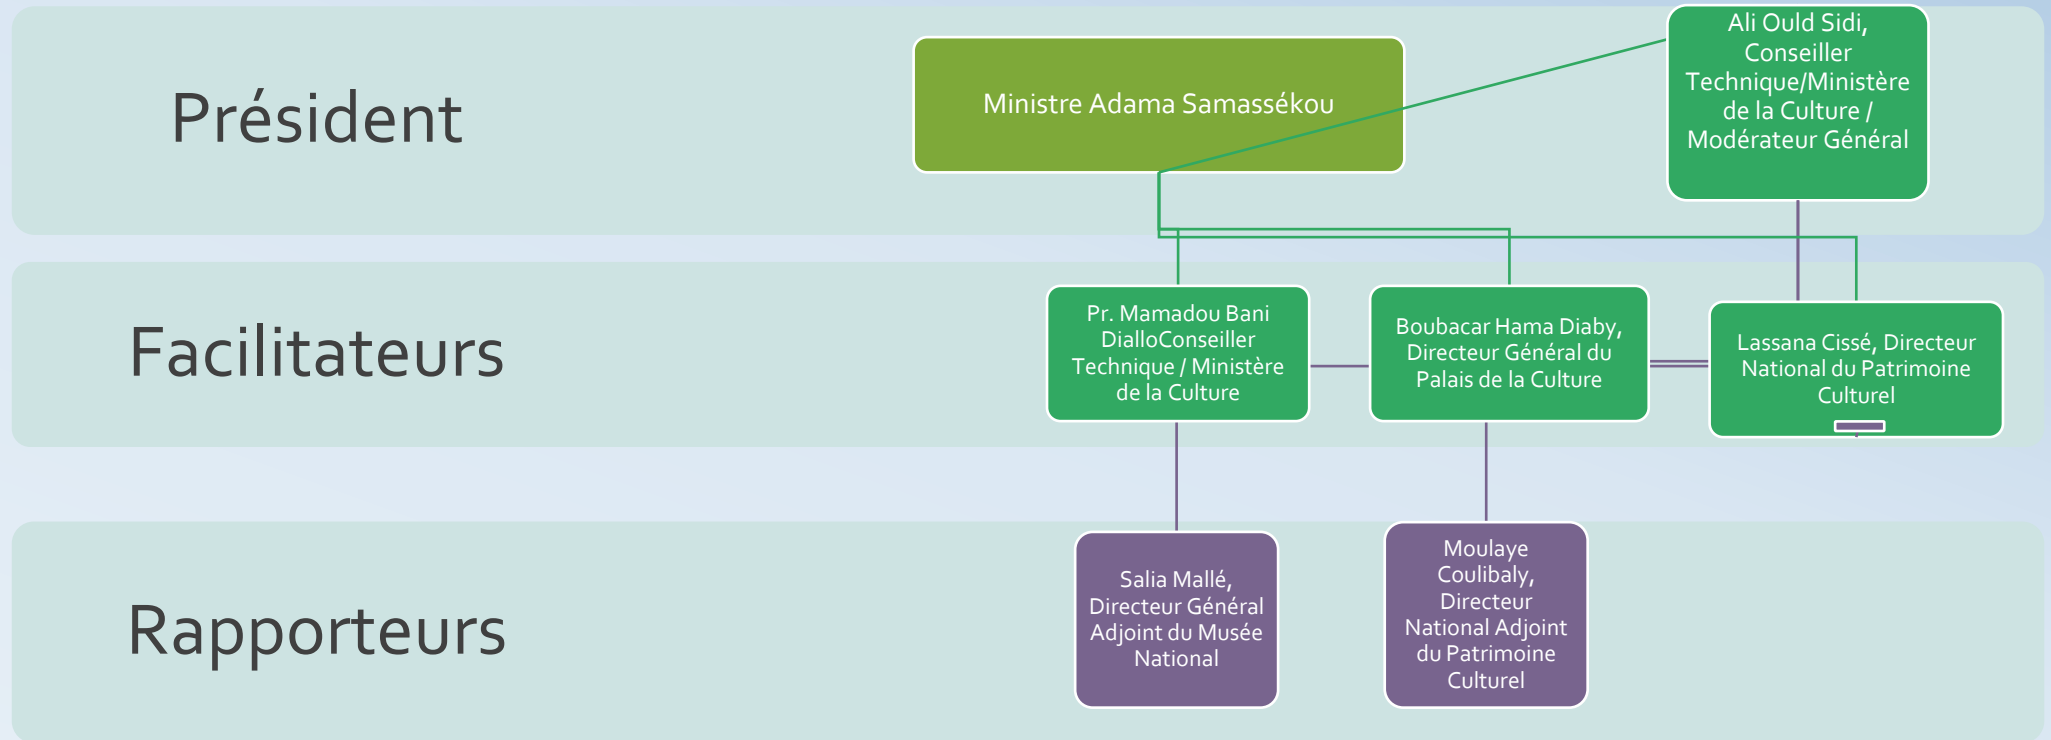 Président
Ministre Adama Samassékou
Ali Ould Sidi,
Conseiller
Technique/Ministère
de la Culture /
Modérateur Général
Facilitateurs
Pr. Mamadou Bani
DialloConseiller
Technique / Ministère
de la Culture
Boubacar Hama Diaby,
Directeur Général du
Palais de la Culture
Lassana Cissé, Directeur
National du Patrimoine
Culturel
Rapporteurs
Salia Mallé,
Directeur Général
Adjoint du Musée
National
Moulaye
Coulibaly,
Directeur
National Adjoint
du Patrimoine
Culturel